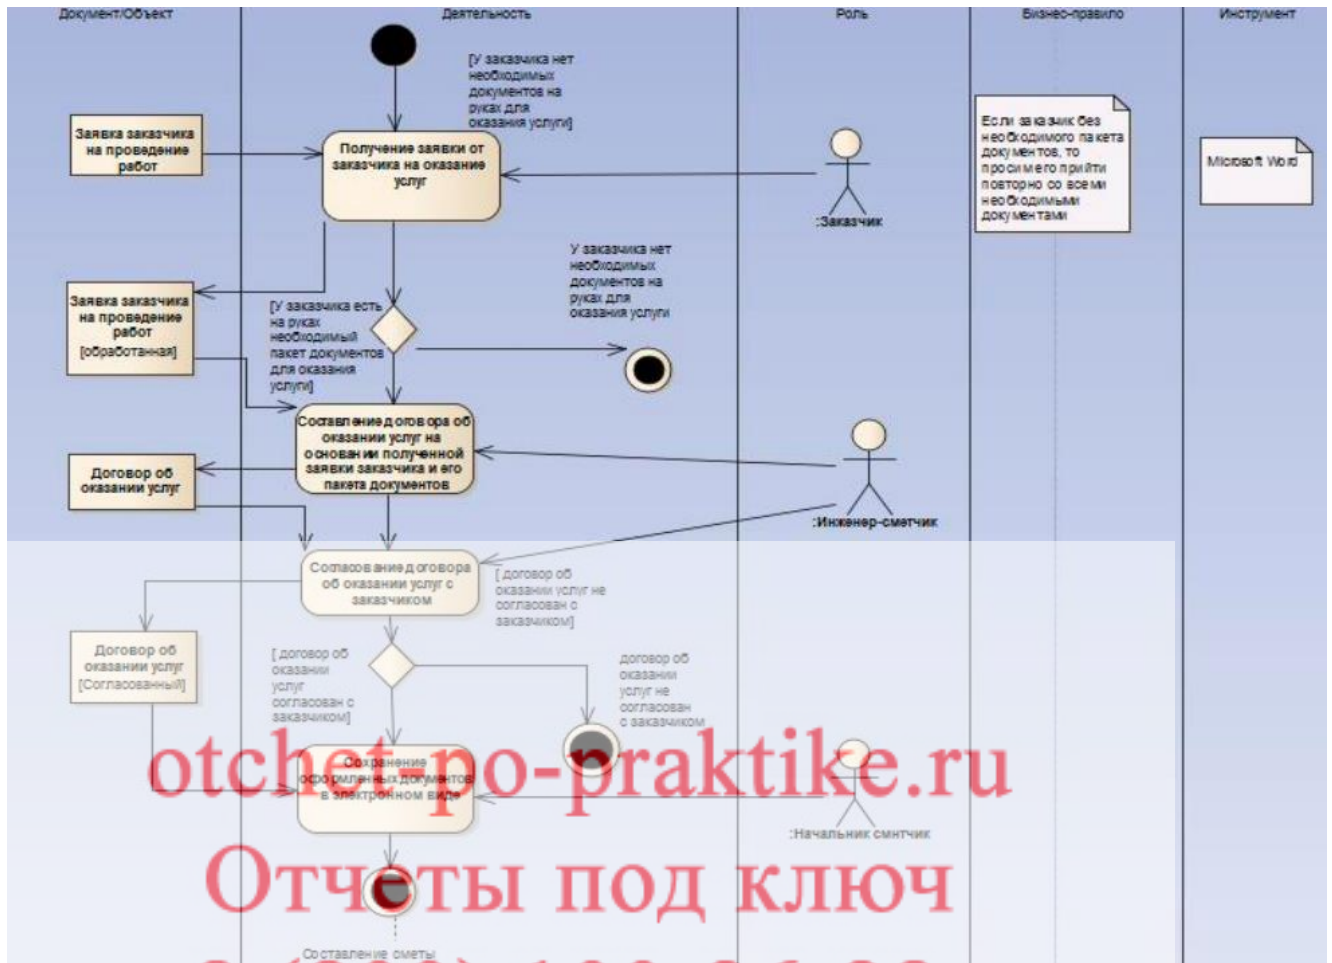 Документ/Объект
Деятельность
Роль
Бизнес-правило
Инструмент
[У заказчика нет
необходимых
документов на
руках для
оказания услуги]
Заявка заказчика
на проведение
работ
Получение заявки от
заказчика на оказание
услуг
:Заказчик
Если заказчик без
необходимого пакета
документов, то
просим его прийти
повторно со всеми
необходимыми
документами
Microsoft Word
Заявка заказчика
на проведение
работ
[обработанная]
[У заказчика есть
на руках
необходимый
пакет документов
для оказания
услуги]
У заказчика нет
необходимых
документов на
руках для
оказания услуги
Составление договора об
оказании услуг на
основании полученной
заявки заказчика и его
пакета документов
Договор об
оказании услуг
:Инженер-сметчик
Согласование договора
об оказании услуг с
заказчиком
[ договор об
оказании услуг не
согласован с
заказчиком]
Договор об
оказании услуг
[Согласованный]
[ договор об
оказании
услуг
согласован с
заказчиком]
договор об
оказании
услуг не
согласован
с заказчиком
Сохранение
оформленных документов
в электронном виде
:Начальник смнтчик
otchet-po-praktike.ru
Отчеты под ключ
Составление сметы